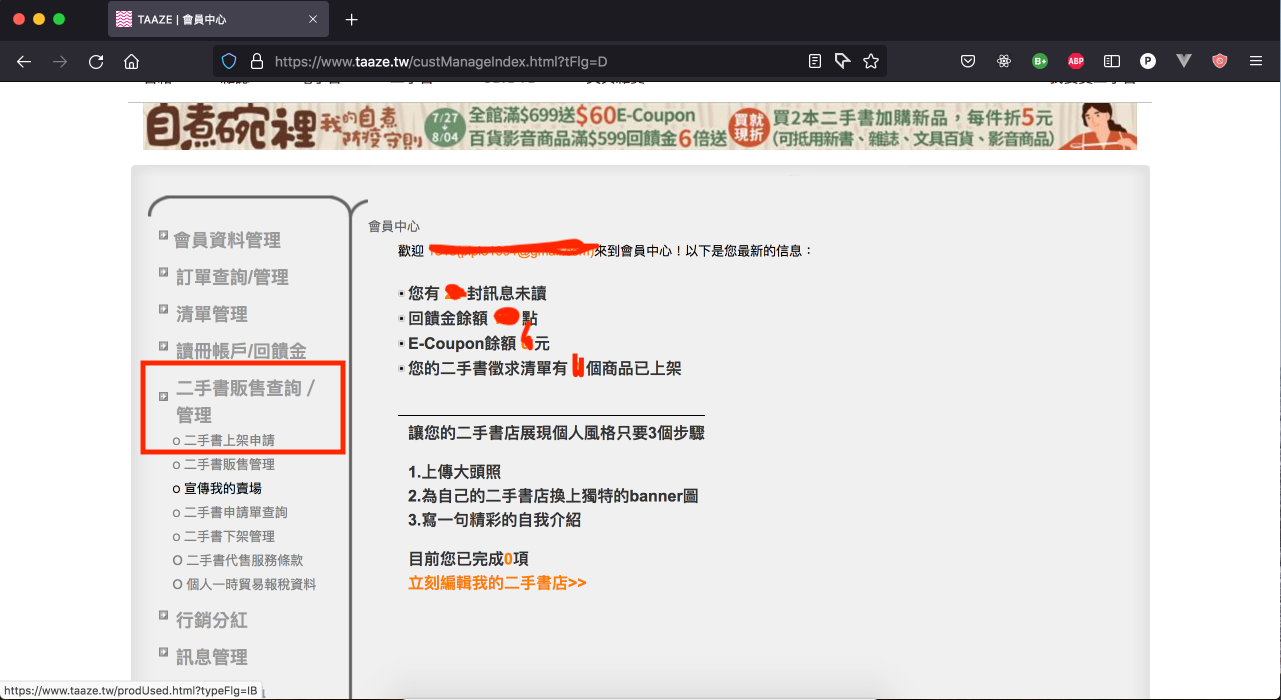 TAAZE | 會員中心
https://www.taaze.tw/custManageIndex.html?tFlg=D
B+
ABP
P
自煮碗裡 我的自煮防疫守則 7/27 8/04 全館滿$699送$60E-Coupon 買就現折 買2本二手書加購新品，每件折5元
百貨影音商品滿$599回饋金6倍送 (可抵用新書、雜誌、文具百貨、影音商品)
會員資料管理
訂單查詢/管理
清單管理
讀冊帳戶/回饋金
二手書販售查詢 /
管理
o 二手書上架申請
o 二手書販售管理
o 宣傳我的賣場
o 二手書申請單查詢
o 二手書下架管理
O 二手書代售服務條款
O 個人一時貿易報稅資料
行銷分紅
訊息管理
會員中心
歡迎 來到會員中心！以下是您最新的信息：
您有 封訊息未讀
回饋金餘額 點
E-Coupon餘額 元
您的二手書徵求清單有 個商品已上架
讓您的二手書店展現個人風格只要3個步驟
1.上傳大頭照
2.為自己的二手書店換上獨特的banner圖
3.寫一句精彩的自我介紹
目前您已完成0項
立刻編輯我的二手書店>>
https://www.taaze.tw/prodUsed.html?typeFlg=IB